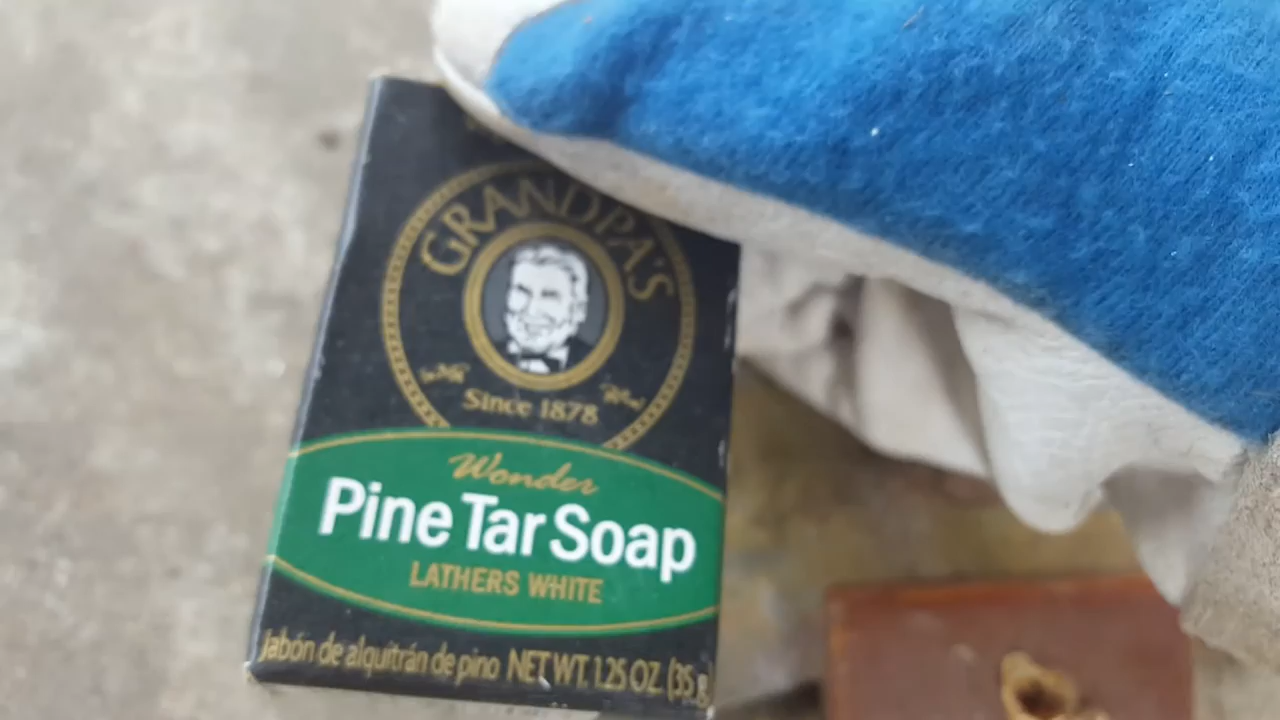 GRANDPA'S
Since 1878
Wonder
Pine Tar Soap
LATHERS WHITE
Jabón de alquitrán de pino NET WT. 1.25 OZ. (35 g